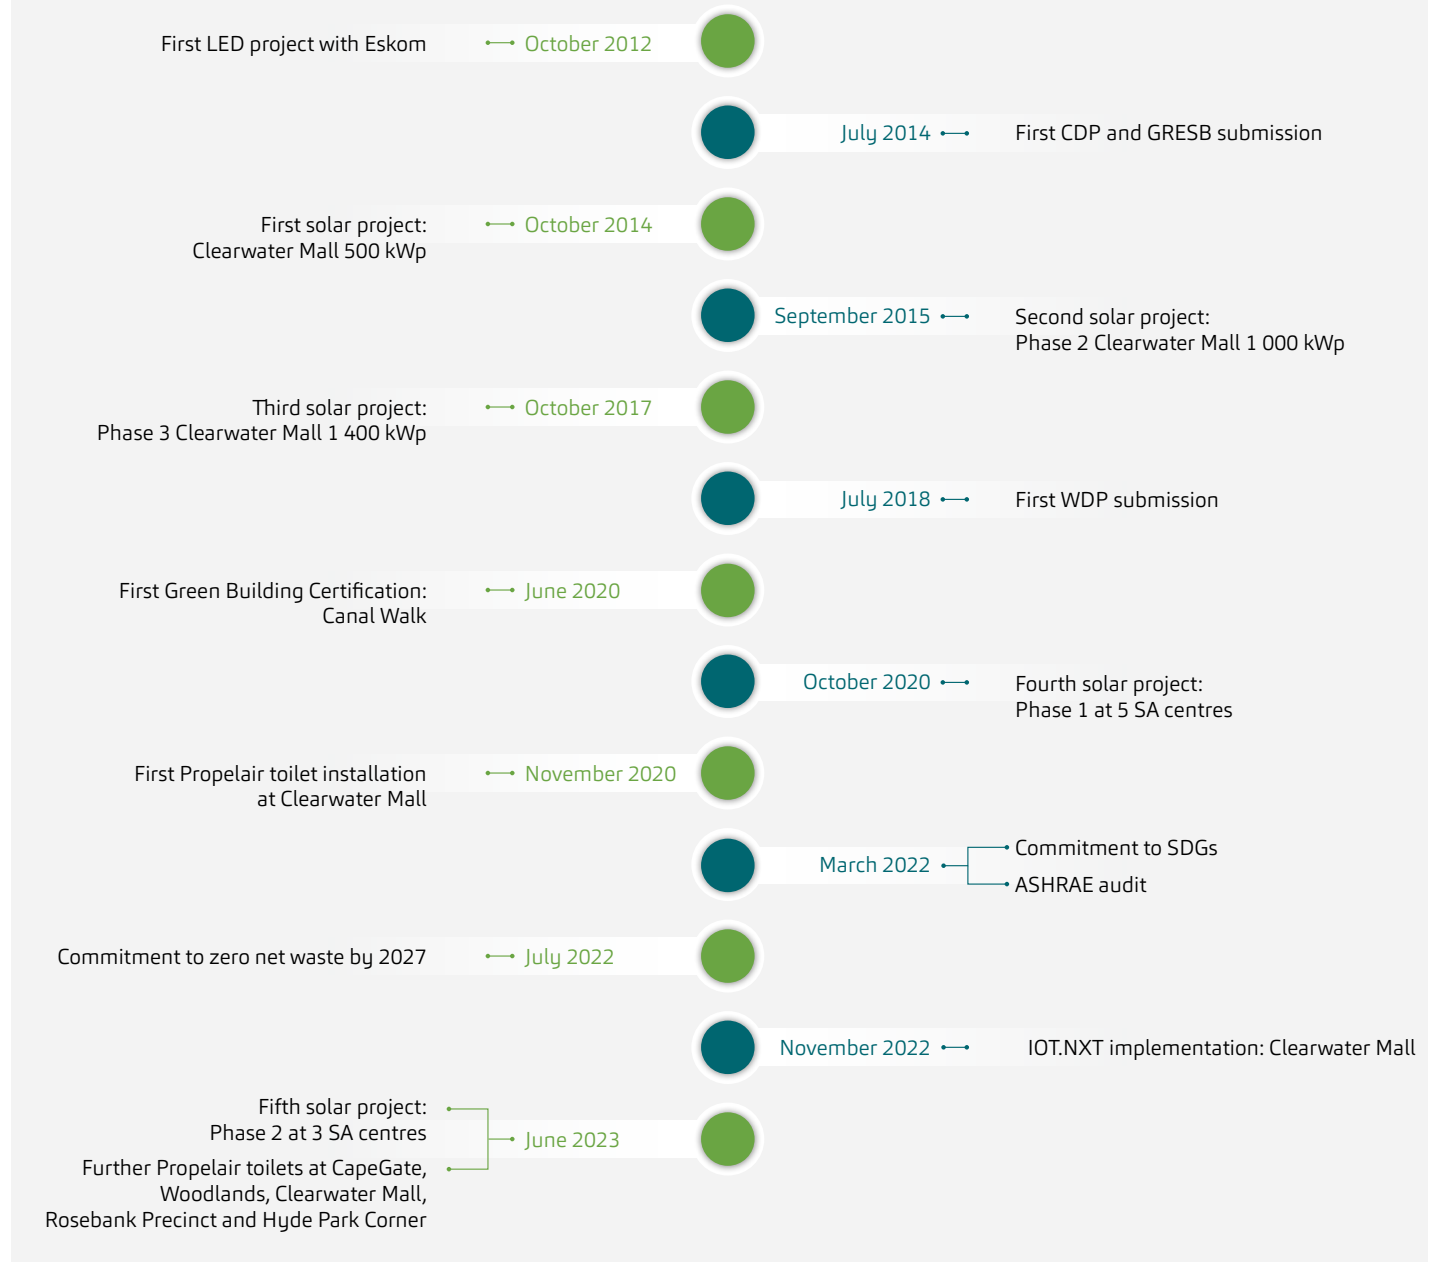 First LED project with Eskom
October 2012
July 2014
First CDP and GRESB submission
First solar project:
Clearwater Mall 500 kWp
October 2014
September 2015
Second solar project:
Phase 2 Clearwater Mall 1 000 kWp
Third solar project:
Phase 3 Clearwater Mall 1 400 kWp
October 2017
July 2018
First WDP submission
First Green Building Certification:
Canal Walk
June 2020
October 2020
Fourth solar project:
Phase 1 at 5 SA centres
First Propelair toilet installation
at Clearwater Mall
November 2020
March 2022
Commitment to SDGs
ASHRAE audit
Commitment to zero net waste by 2027
July 2022
November 2022
IOT.NXT implementation: Clearwater Mall
Fifth solar project:
Phase 2 at 3 SA centres
June 2023
Further Propelair toilets at CapeGate,
Woodlands, Clearwater Mall,
Rosebank Precinct and Hyde Park Corner